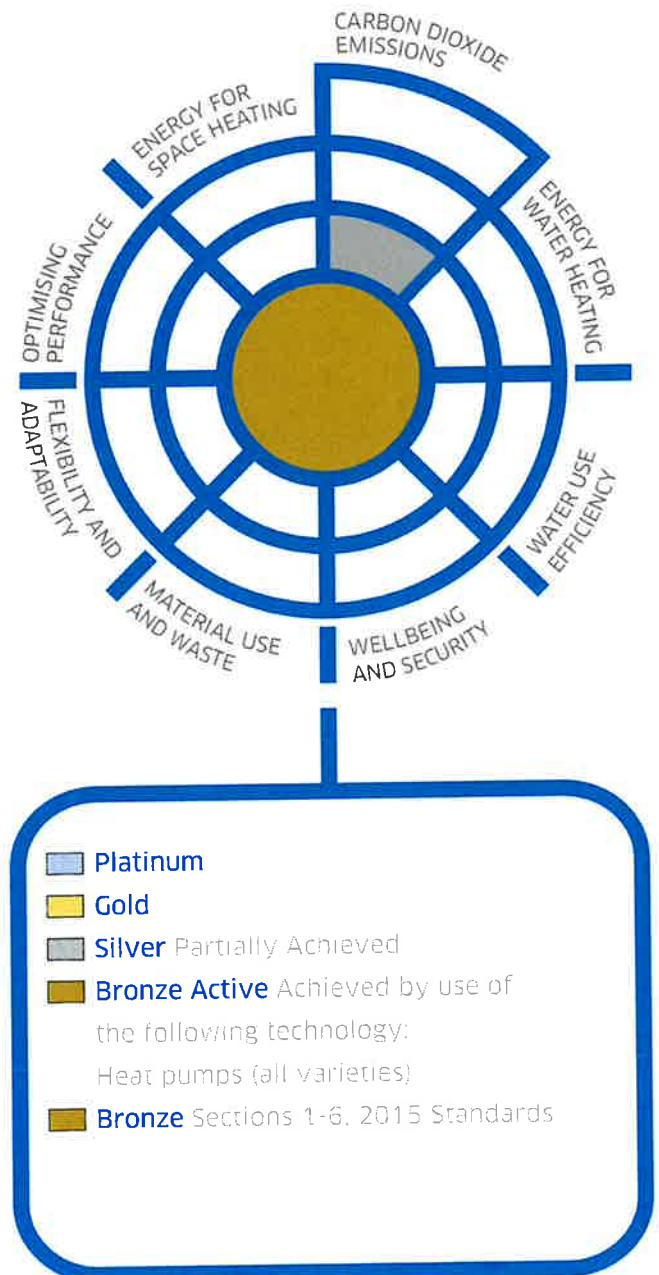 CARBON DIOXIDE
EMISSIONS
ENERGY FOR
SPACE HEATING
ENERGY FOR
WATER HEATING
OPTIMISING
PERFORMANCE
FLEXIBILITY AND
ADAPTABILITY
WATER USE
EFFICIENCY
MATERIAL USE
AND WASTE
WELLBEING
AND SECURITY
Platinum
Gold
Silver Partially Achieved
Bronze Active Achieved by use of
the following technology:
Heat pumps (all varieties)
Bronze Sections 1-6, 2015 Standards